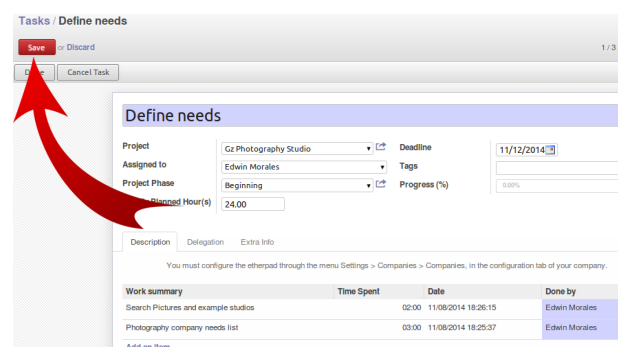 Tasks / Define needs
Save or Discard
1 / 3
Cancel Task
Define needs
Project Gz Photography Studio Deadline 11/12/2014
Assigned to Edwin Morales Tags
Project Phase Beginning Progress (%) 0.00%
Planned Hour(s) 24.00
Description Delegation Extra Info
You must configure the etherpad through the menu Settings > Companies > Companies, in the configuration tab of your company.
Work summary Time Spent Date Done by
Search Pictures and example studios 02:00 11/08/2014 18:26:15 Edwin Morales
Photography company needs list 03:00 11/08/2014 18:25:37 Edwin Morales
Add an item